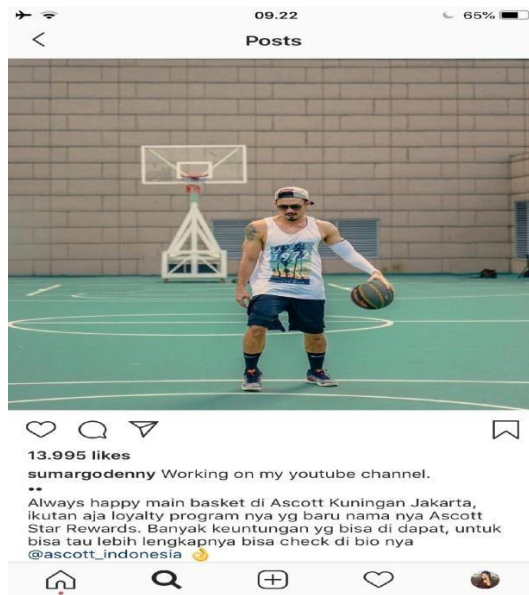 09.22
65%
Posts
13.995 likes
sumargodenny Working on my youtube channel.
••
Always happy main basket di Ascott Kuningan Jakarta,
ikutan aja loyalty program nya yg baru nama nya Ascott
Star Rewards. Banyak keuntungan yg bisa di dapat, untuk
bisa tau lebih lengkapnya bisa check di bio nya
@ascott_indonesia 👌